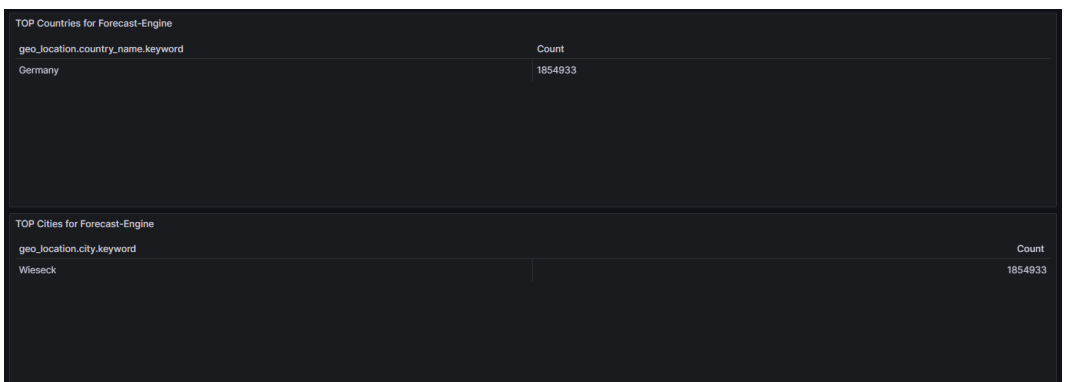 TOP Countries for Forecast-Engine
geo_location.country_name.keyword Count
Germany 1854933
TOP Cities for Forecast-Engine
geo_location.city.keyword Count
Wieseck 1854933